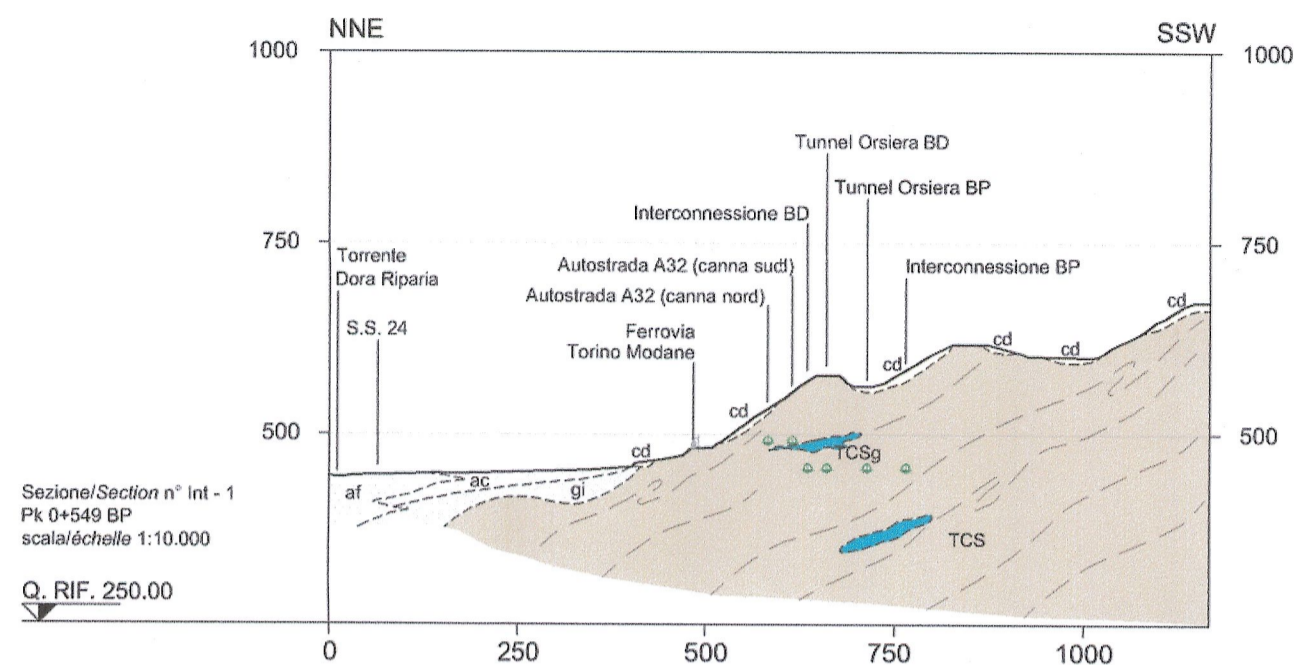 NNE
SSW
1000
1000
Tunnel Orsiera BD
Tunnel Orsiera BP
Interconnessione BD
750
750
Torrente
Dora Riparia
Autostrada A32 (canna sud)
Interconnessione BP
Autostrada A32 (canna nord)
S.S. 24
Ferrovia
Torino Modane
cd
cd
cd
cd
cd
500
500
TCSg
cd
af
ac
gi
TCS
Sezione/Section n° Int - 1
Pk 0+549 BP
scala/échelle 1:10.000
Q. RIF. 250.00
0
250
500
750
1000